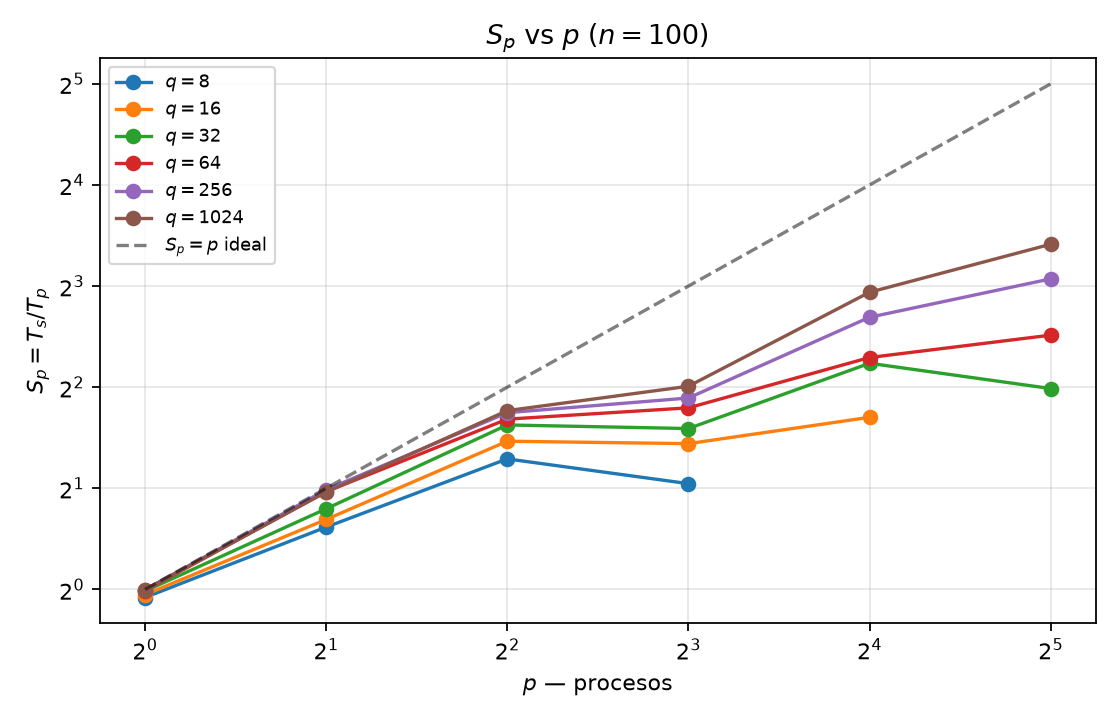 S_p vs p (n = 100)
S_p = T_s/T_p
2^5
2^4
2^3
2^2
2^1
2^0
q = 8
q = 16
q = 32
q = 64
q = 256
q = 1024
S_p = p ideal
2^0 2^1 2^2 2^3 2^4 2^5
p — procesos